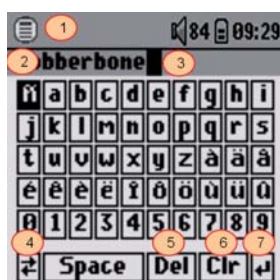 1 84 09:29
2 obberbone 3
a b c d e f g h i
j k l m n o p q r s
t u v w x y z à ä â
é ê è ë î ô ö ù ü û
0 1 2 3 4 5 6 7 8 9
4 5 6 7
Space Del Clr